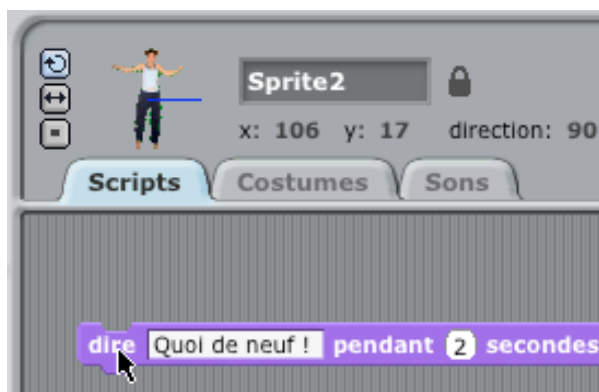 Sprite2
x: 106 y: 17 direction: 90
Scripts Costumes Sons
dire Quoi de neuf ! pendant 2 secondes